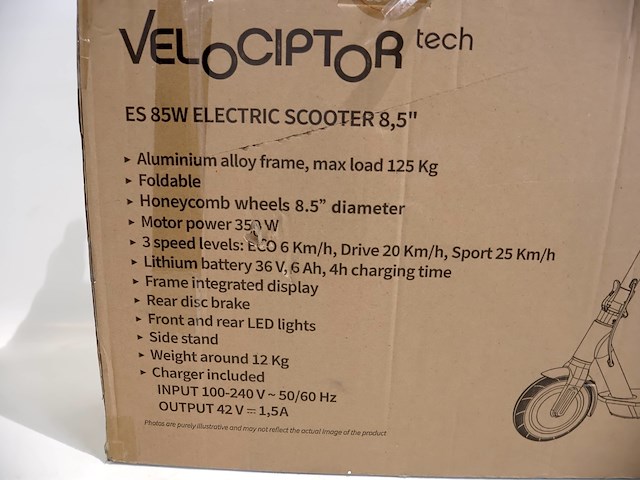 VELOCIPTOR tech
ES 85W ELECTRIC SCOOTER 8,5"
▸ Aluminium alloy frame, max load 125 Kg
▸ Foldable
▸ Honeycomb wheels 8.5” diameter
▸ Motor power 350 W
▸ 3 speed levels: ECO 6 Km/h, Drive 20 Km/h, Sport 25 Km/h
▸ Lithium battery 36 V, 6 Ah, 4h charging time
▸ Frame integrated display
▸ Rear disc brake
▸ Front and rear LED lights
▸ Side stand
▸ Weight around 12 Kg
▸ Charger included
INPUT 100-240 V ~ 50/60 Hz
OUTPUT 42 V ⎓ 1,5A
Photos are purely illustrative and may not reflect the actual image of the product